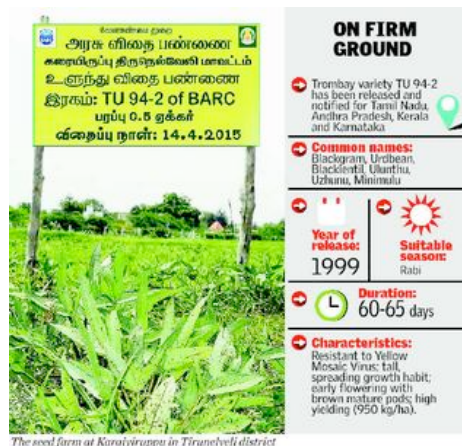 வேளாண்மை துறை
அரசு விதை பண்ணை
கரையிருப்பு திருநெல்வேலி மாவட்டம்
உளுந்து விதை பண்ணை
இரகம்: TU 94-2 of BARC
பரப்பு 0.5 ஏக்கர்
விதைப்பு நாள்: 14.4.2015
The seed farm at Karaiyiruppu in Tirunelveli district
ON FIRM
GROUND
Trombay variety TU 94-2
has been released and
notified for Tamil Nadu,
Andhra Pradesh, Kerala
and Karnataka
Common names:
Blackgram, Urdbean,
Blacklentil, Ulunthu,
Uzhunu, Minimulu
Year of
release:
1999
Suitable
season:
Rabi
Duration:
60-65 days
Characteristics:
Resistant to Yellow
Mosaic Virus; tall,
spreading growth habit;
early flowering with
brown mature pods; high
yielding (950 kg/ha).